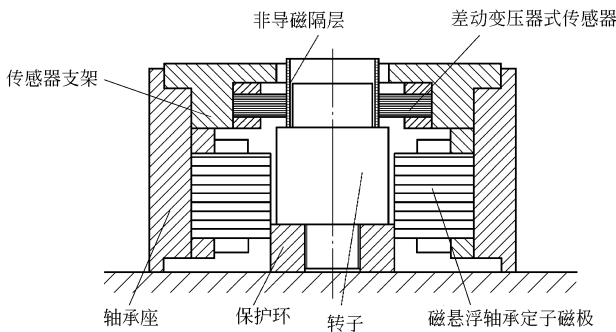 非导磁隔层
差动变压器式传感器
传感器支架
轴承座
保护环
转子
磁悬浮轴承定子磁极